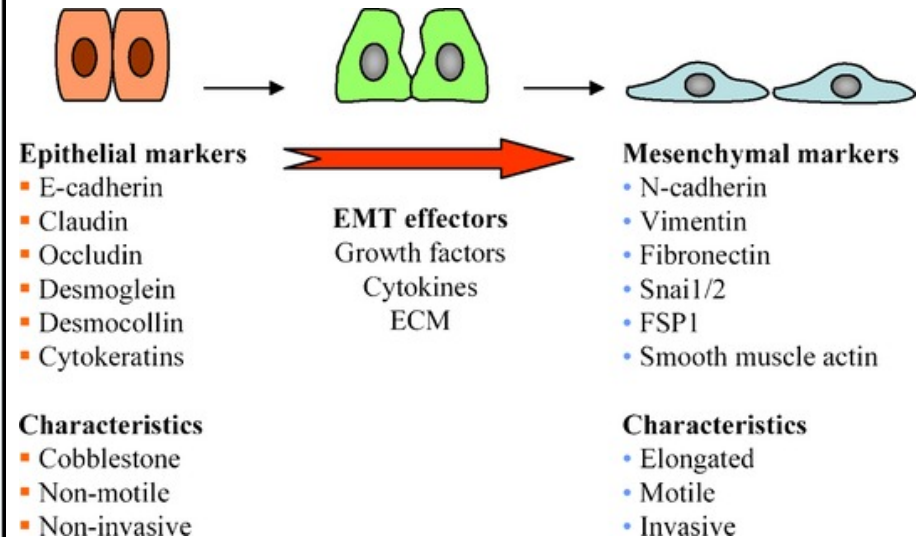 Epithelial markers
E-cadherin
Claudin
Occludin
Desmoglein
Desmocollin
Cytokeratins
Characteristics
Cobblestone
Non-motile
Non-invasive
EMT effectors
Growth factors
Cytokines
ECM
Mesenchymal markers
N-cadherin
Vimentin
Fibronectin
Snai1/2
FSP1
Smooth muscle actin
Characteristics
Elongated
Motile
Invasive